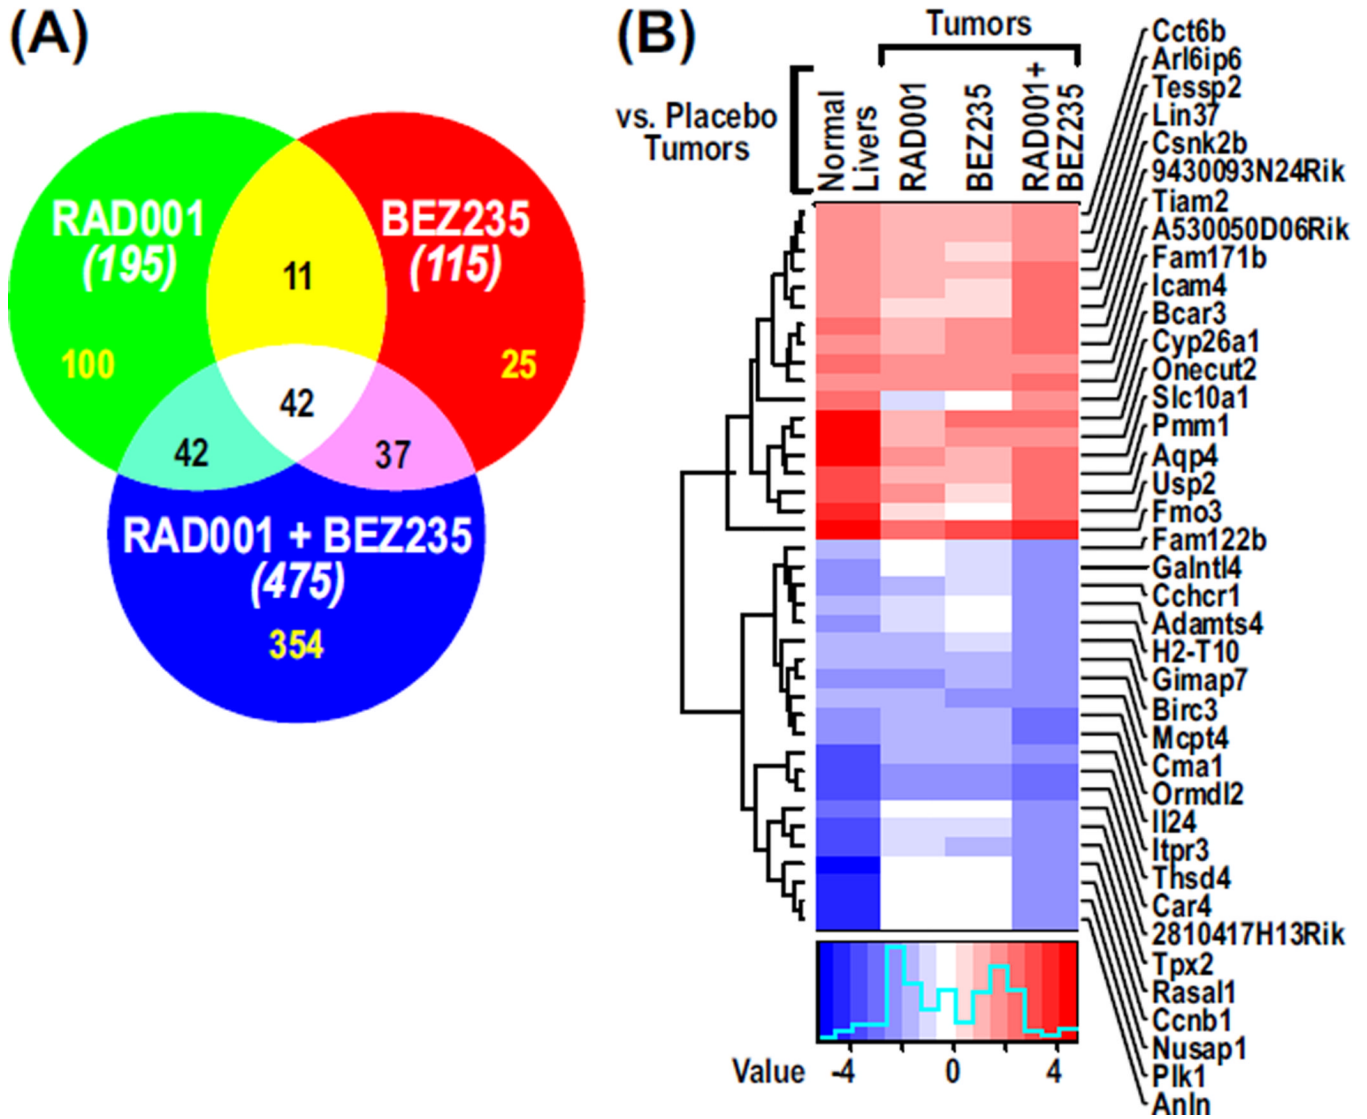 (A)
RAD001
(195)
BEZ235
(115)
11
100
25
42
42
37
RAD001 + BEZ235
(475)
354
(B)
Tumors
vs. Placebo
Tumors
Normal
Livers
RAD001
BEZ235
RAD001+
BEZ235
Cct6b
Arl6ip6
Tessp2
Lin37
Csnk2b
9430093N24Rik
Tiam2
A530050D06Rik
Fam171b
Icam4
Bcar3
Cyp26a1
Onecut2
Slc10a1
Pmm1
Aqp4
Usp2
Fmo3
Fam122b
Galntl4
Cchcr1
Adamts4
H2-T10
Gimap7
Birc3
Mcpt4
Cma1
Ormdl2
Il24
Itpr3
Thsd4
Car4
2810417H13Rik
Tpx2
Rasal1
Ccnb1
Nusap1
Plk1
Anln
Value -4 0 4